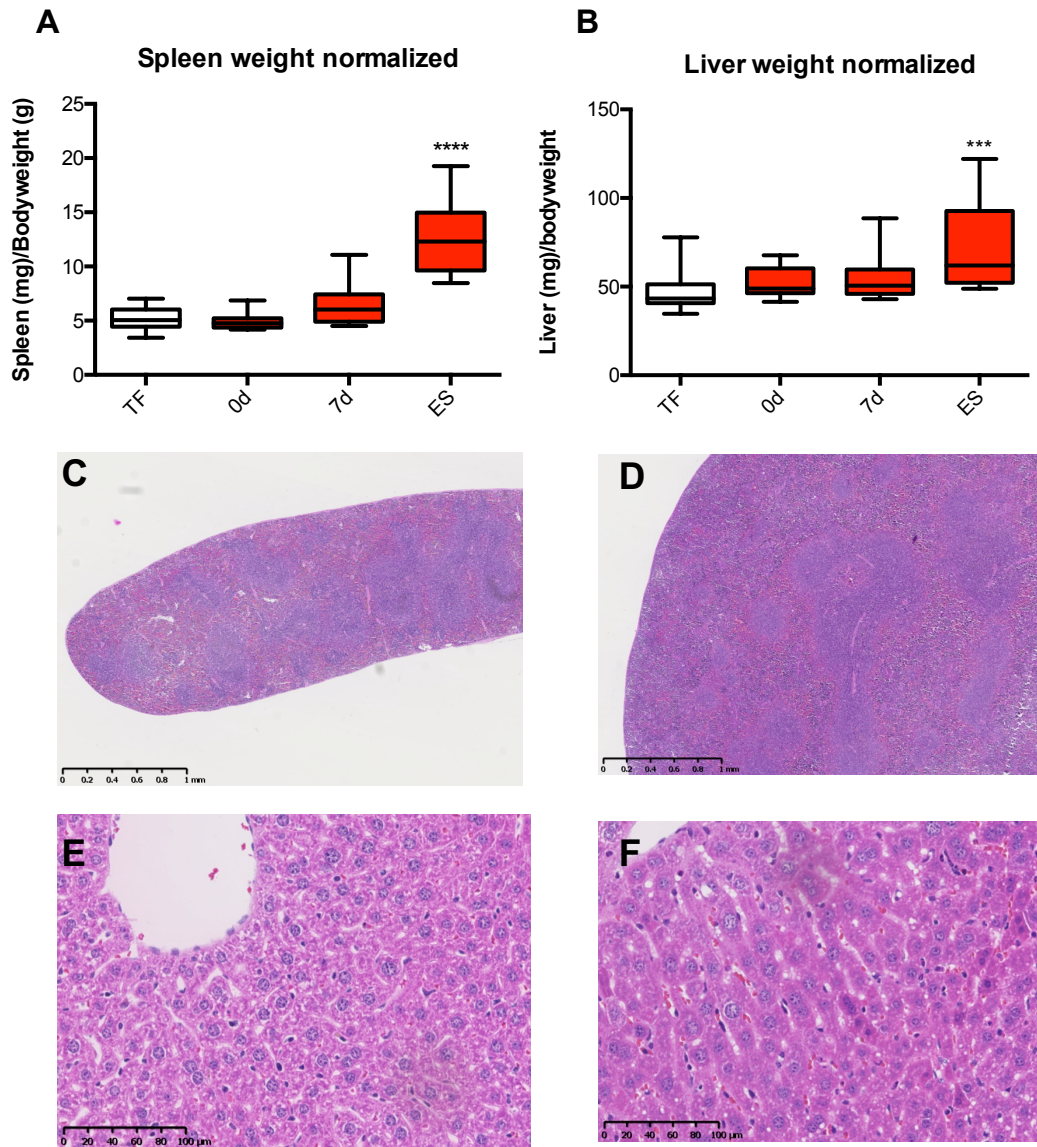 A
Spleen weight normalized
Spleen (mg)/Bodyweight (g)
25
20
15
10
5
0
****
TF
0d
7d
ES
B
Liver weight normalized
Liver (mg)/bodyweight
150
100
50
0
***
TF
0d
7d
ES
C
0 0.2 0.4 0.6 0.8 1 mm
D
0 0.2 0.4 0.6 0.8 1 mm
E
0 20 40 60 80 100 µm
F
0 20 40 60 80 100 µm